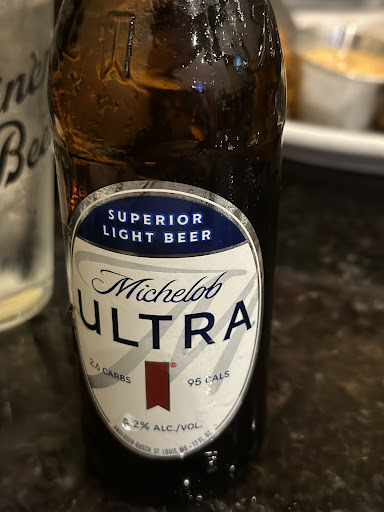 SUPERIOR
LIGHT BEER
Michelob
ULTRA
2.6 CARBS
95 CALS
4.2% ALC./VOL.